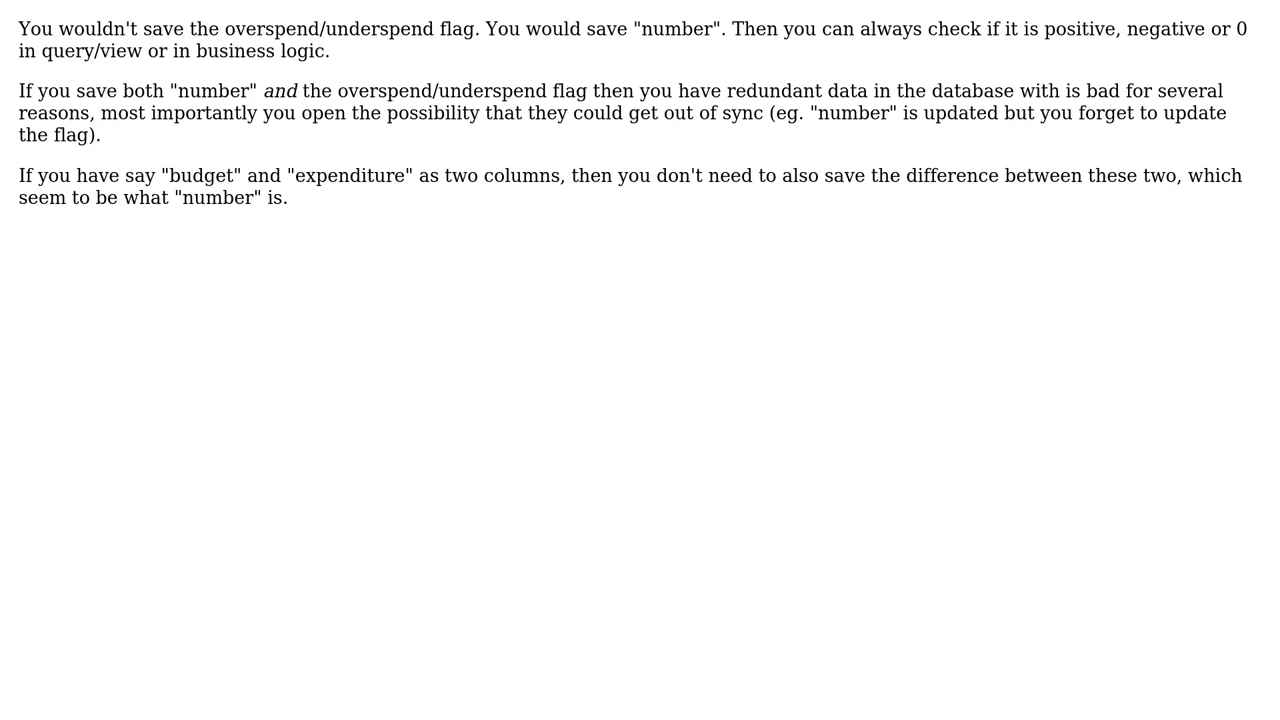 You wouldn't save the overspend/underspend flag. You would save "number". Then you can always check if it is positive, negative or 0
in query/view or in business logic.
If you save both "number" and the overspend/underspend flag then you have redundant data in the database with is bad for several
reasons, most importantly you open the possibility that they could get out of sync (eg. "number" is updated but you forget to update
the flag).
If you have say "budget" and "expenditure" as two columns, then you don't need to also save the difference between these two, which
seem to be what "number" is.